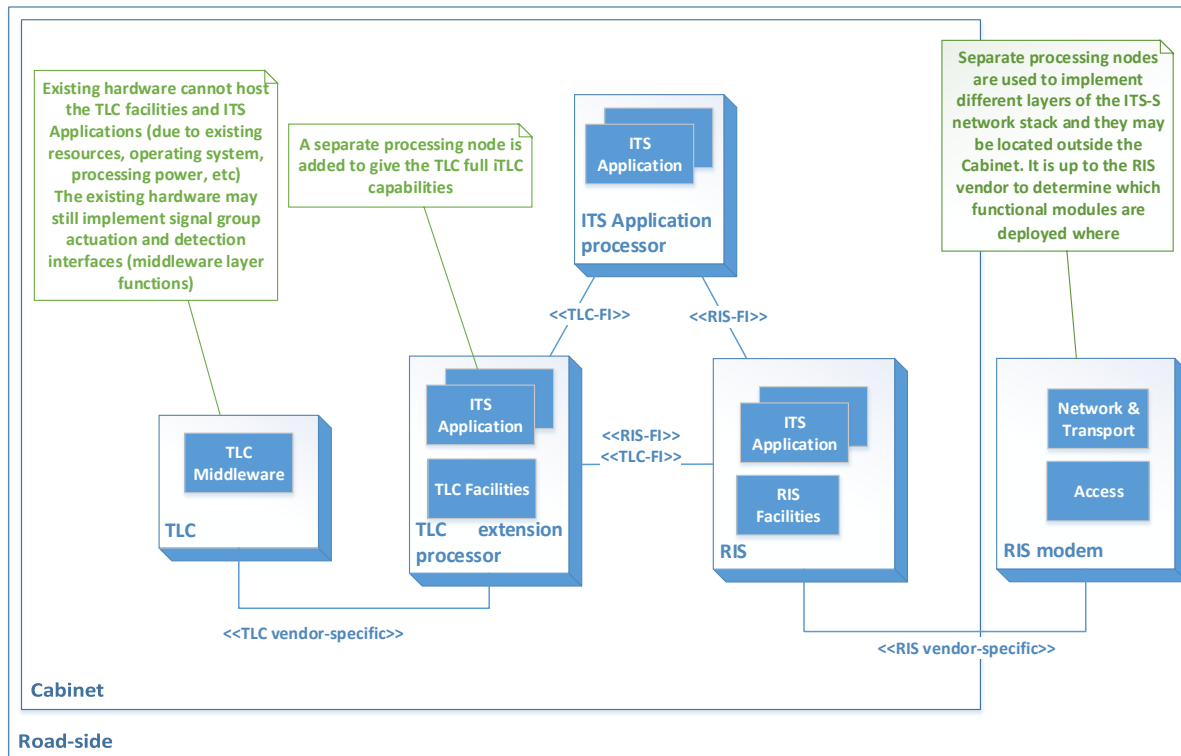 Existing hardware cannot host
the TLC facilities and ITS
Applications (due to existing
resources, operating system,
processing power, etc)
The existing hardware may
still implement signal group
actuation and detection
interfaces (middleware layer
functions)
A separate processing node is
added to give the TLC full iTLC
capabilities
Separate processing nodes
are used to implement
different layers of the ITS-S
network stack and they may
be located outside the
Cabinet. It is up to the RIS
vendor to determine which
functional modules are
deployed where
ITS
Application
ITS Application
processor
<<TLC-FI>>
<<RIS-FI>>
TLC
Middleware
TLC
ITS
Application
TLC Facilities
TLC extension
processor
<<RIS-FI>>
<<TLC-FI>>
ITS
Application
RIS
Facilities
RIS
Network &
Transport
Access
RIS modem
<<TLC vendor-specific>>
<<RIS vendor-specific>>
Cabinet
Road-side